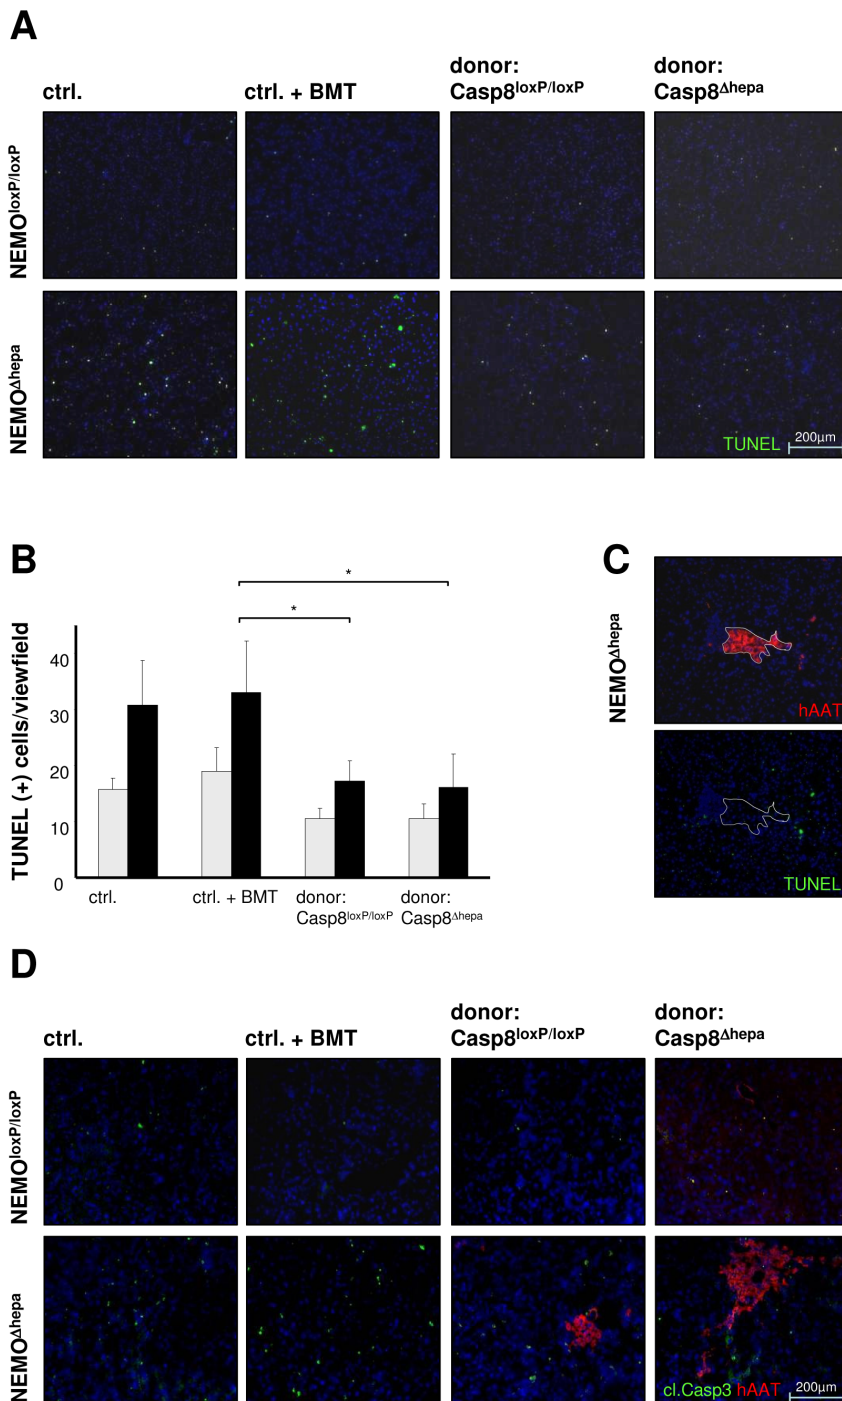 A
ctrl.
ctrl. + BMT
donor:
Casp8loxP/loxP
donor:
Casp8Δhepa
NEMOloxP/loxP
NEMOΔhepa
TUNEL
200µm
B
TUNEL (+) cells/viewfield
*
*
40
30
20
10
0
ctrl.
ctrl. + BMT
donor:
Casp8loxP/loxP
donor:
Casp8Δhepa
C
NEMOΔhepa
hAAT
TUNEL
D
ctrl.
ctrl. + BMT
donor:
Casp8loxP/loxP
donor:
Casp8Δhepa
NEMOloxP/loxP
NEMOΔhepa
cl.Casp3 hAAT
200µm